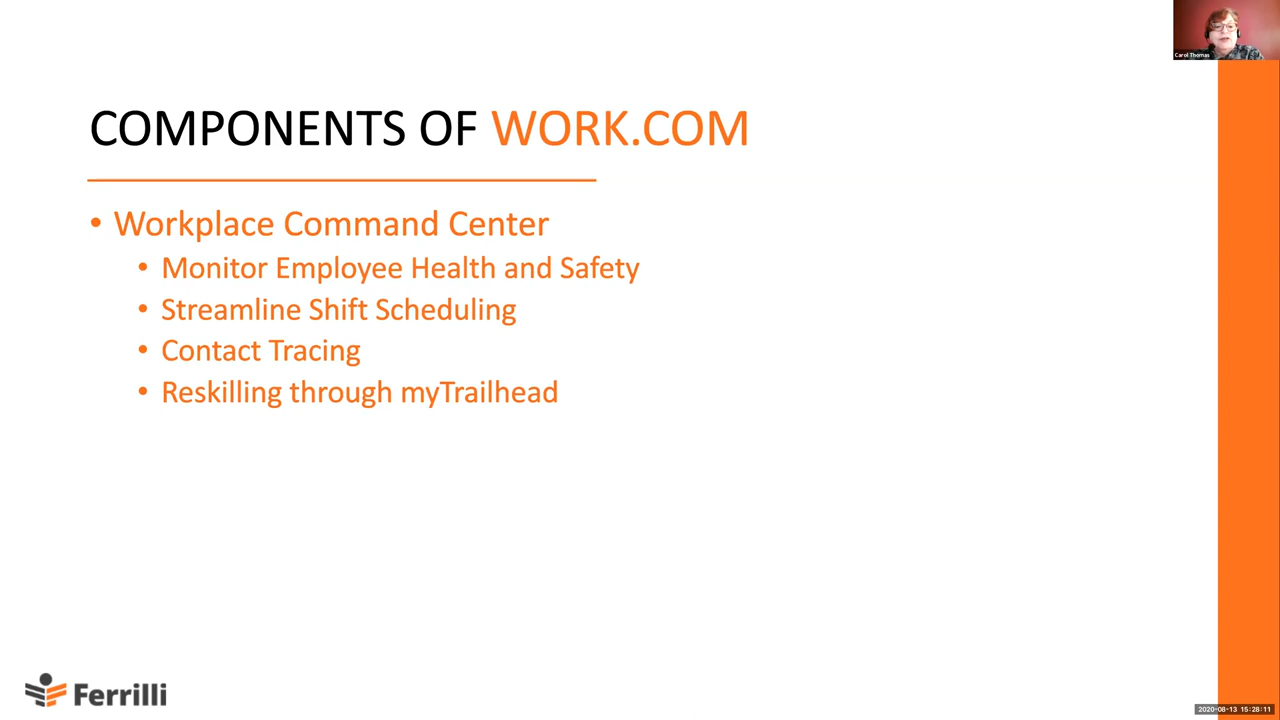 Carol Thomas
COMPONENTS OF WORK.COM
• Workplace Command Center
• Monitor Employee Health and Safety
• Streamline Shift Scheduling
• Contact Tracing
• Reskilling through myTrailhead
Ferrilli
2020-08-13 15:28:11